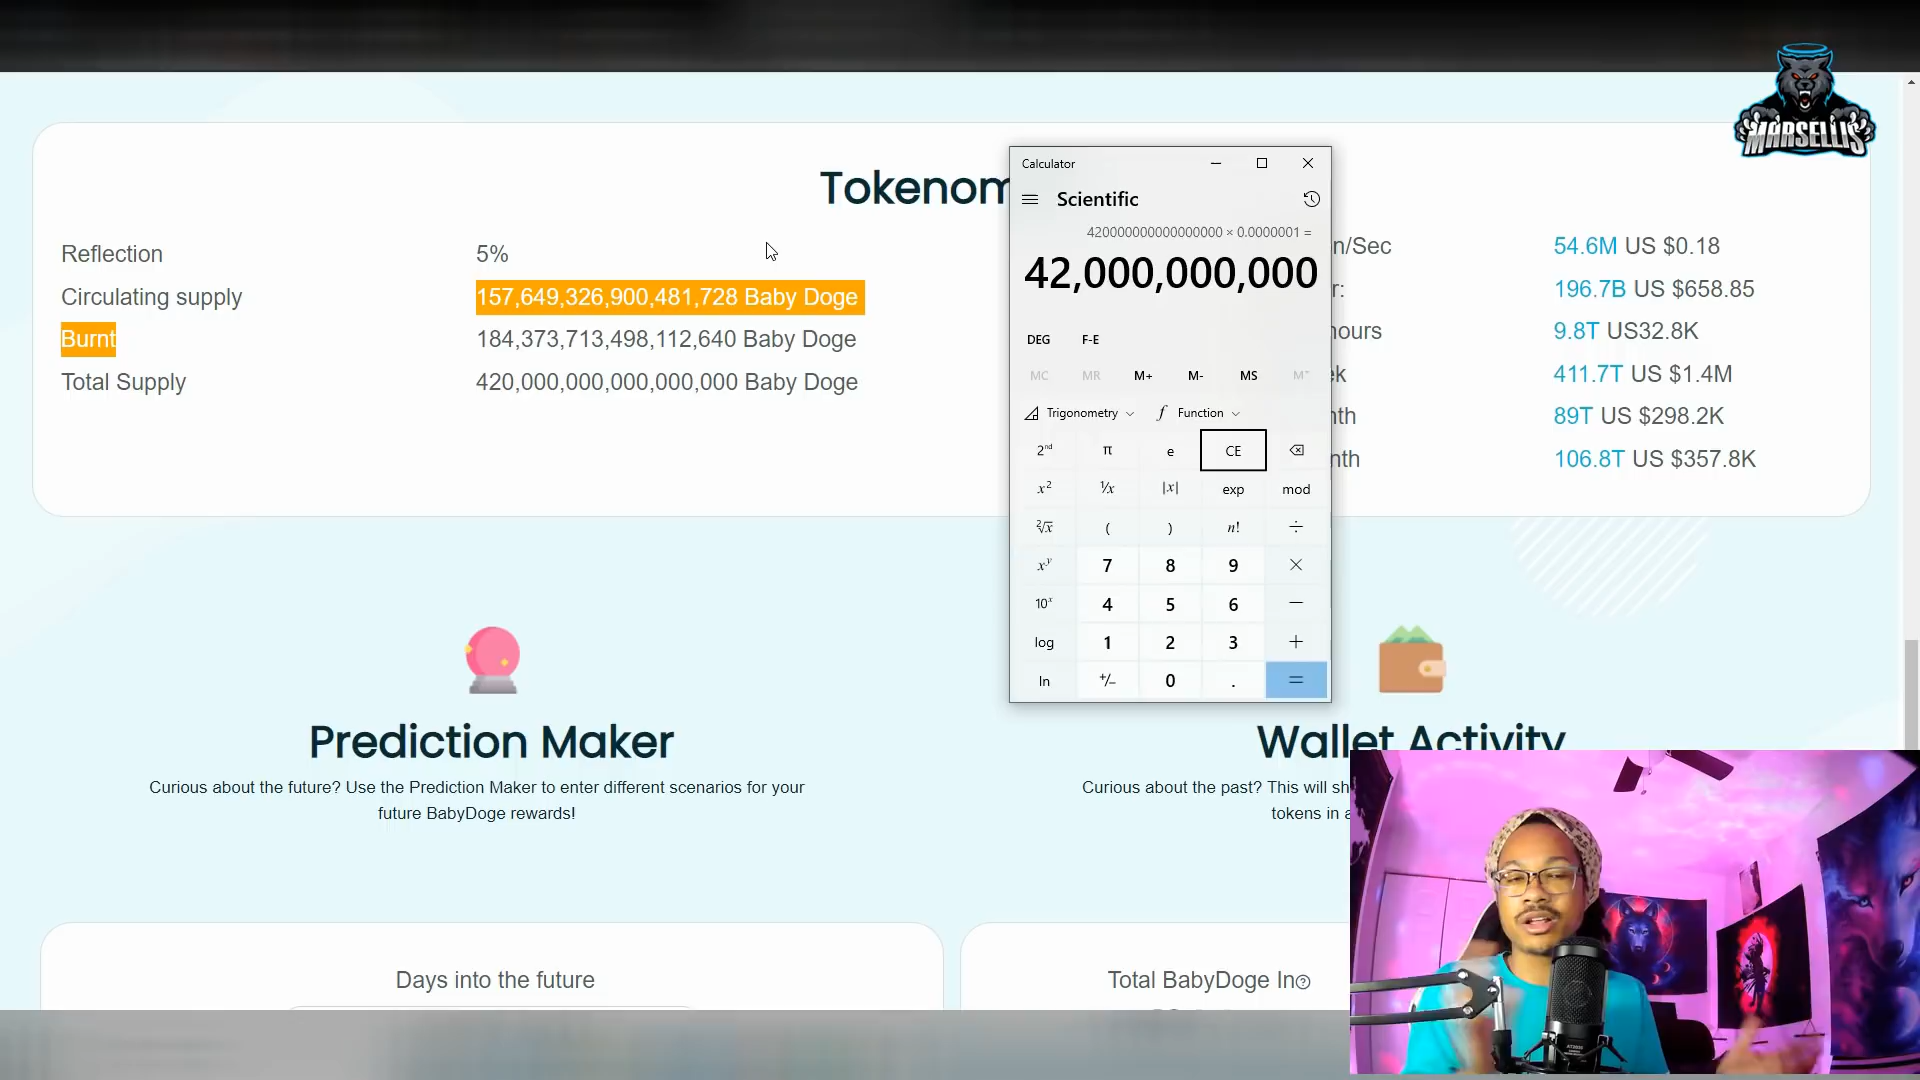 MARSELLIS
Tokenom
Reflection 5%
Circulating supply 157,649,326,900,481,728 Baby Doge
Burnt 184,373,713,498,112,640 Baby Doge
Total Supply 420,000,000,000,000,000 Baby Doge
Calculator
Scientific
420000000000000000 × 0.0000001 =
42,000,000,000
DEG F-E
MC MR M+ M- MS M˅
Trigonometry Function
2nd π e CE
x² ⅟x |x| exp mod
²√x ( ) n! ÷
xʸ 7 8 9 ×
10ˣ 4 5 6 −
log 1 2 3 +
ln +/− 0 . =
n/Sec 54.6M US $0.18
r: 196.7B US $658.85
hours 9.8T US32.8K
ek 411.7T US $1.4M
nth 89T US $298.2K
nth 106.8T US $357.8K
Prediction Maker
Curious about the future? Use the Prediction Maker to enter different scenarios for your
future BabyDoge rewards!
Wallet Activity
Curious about the past? This will sh
tokens in a
Days into the future
Total BabyDoge In
AT2020